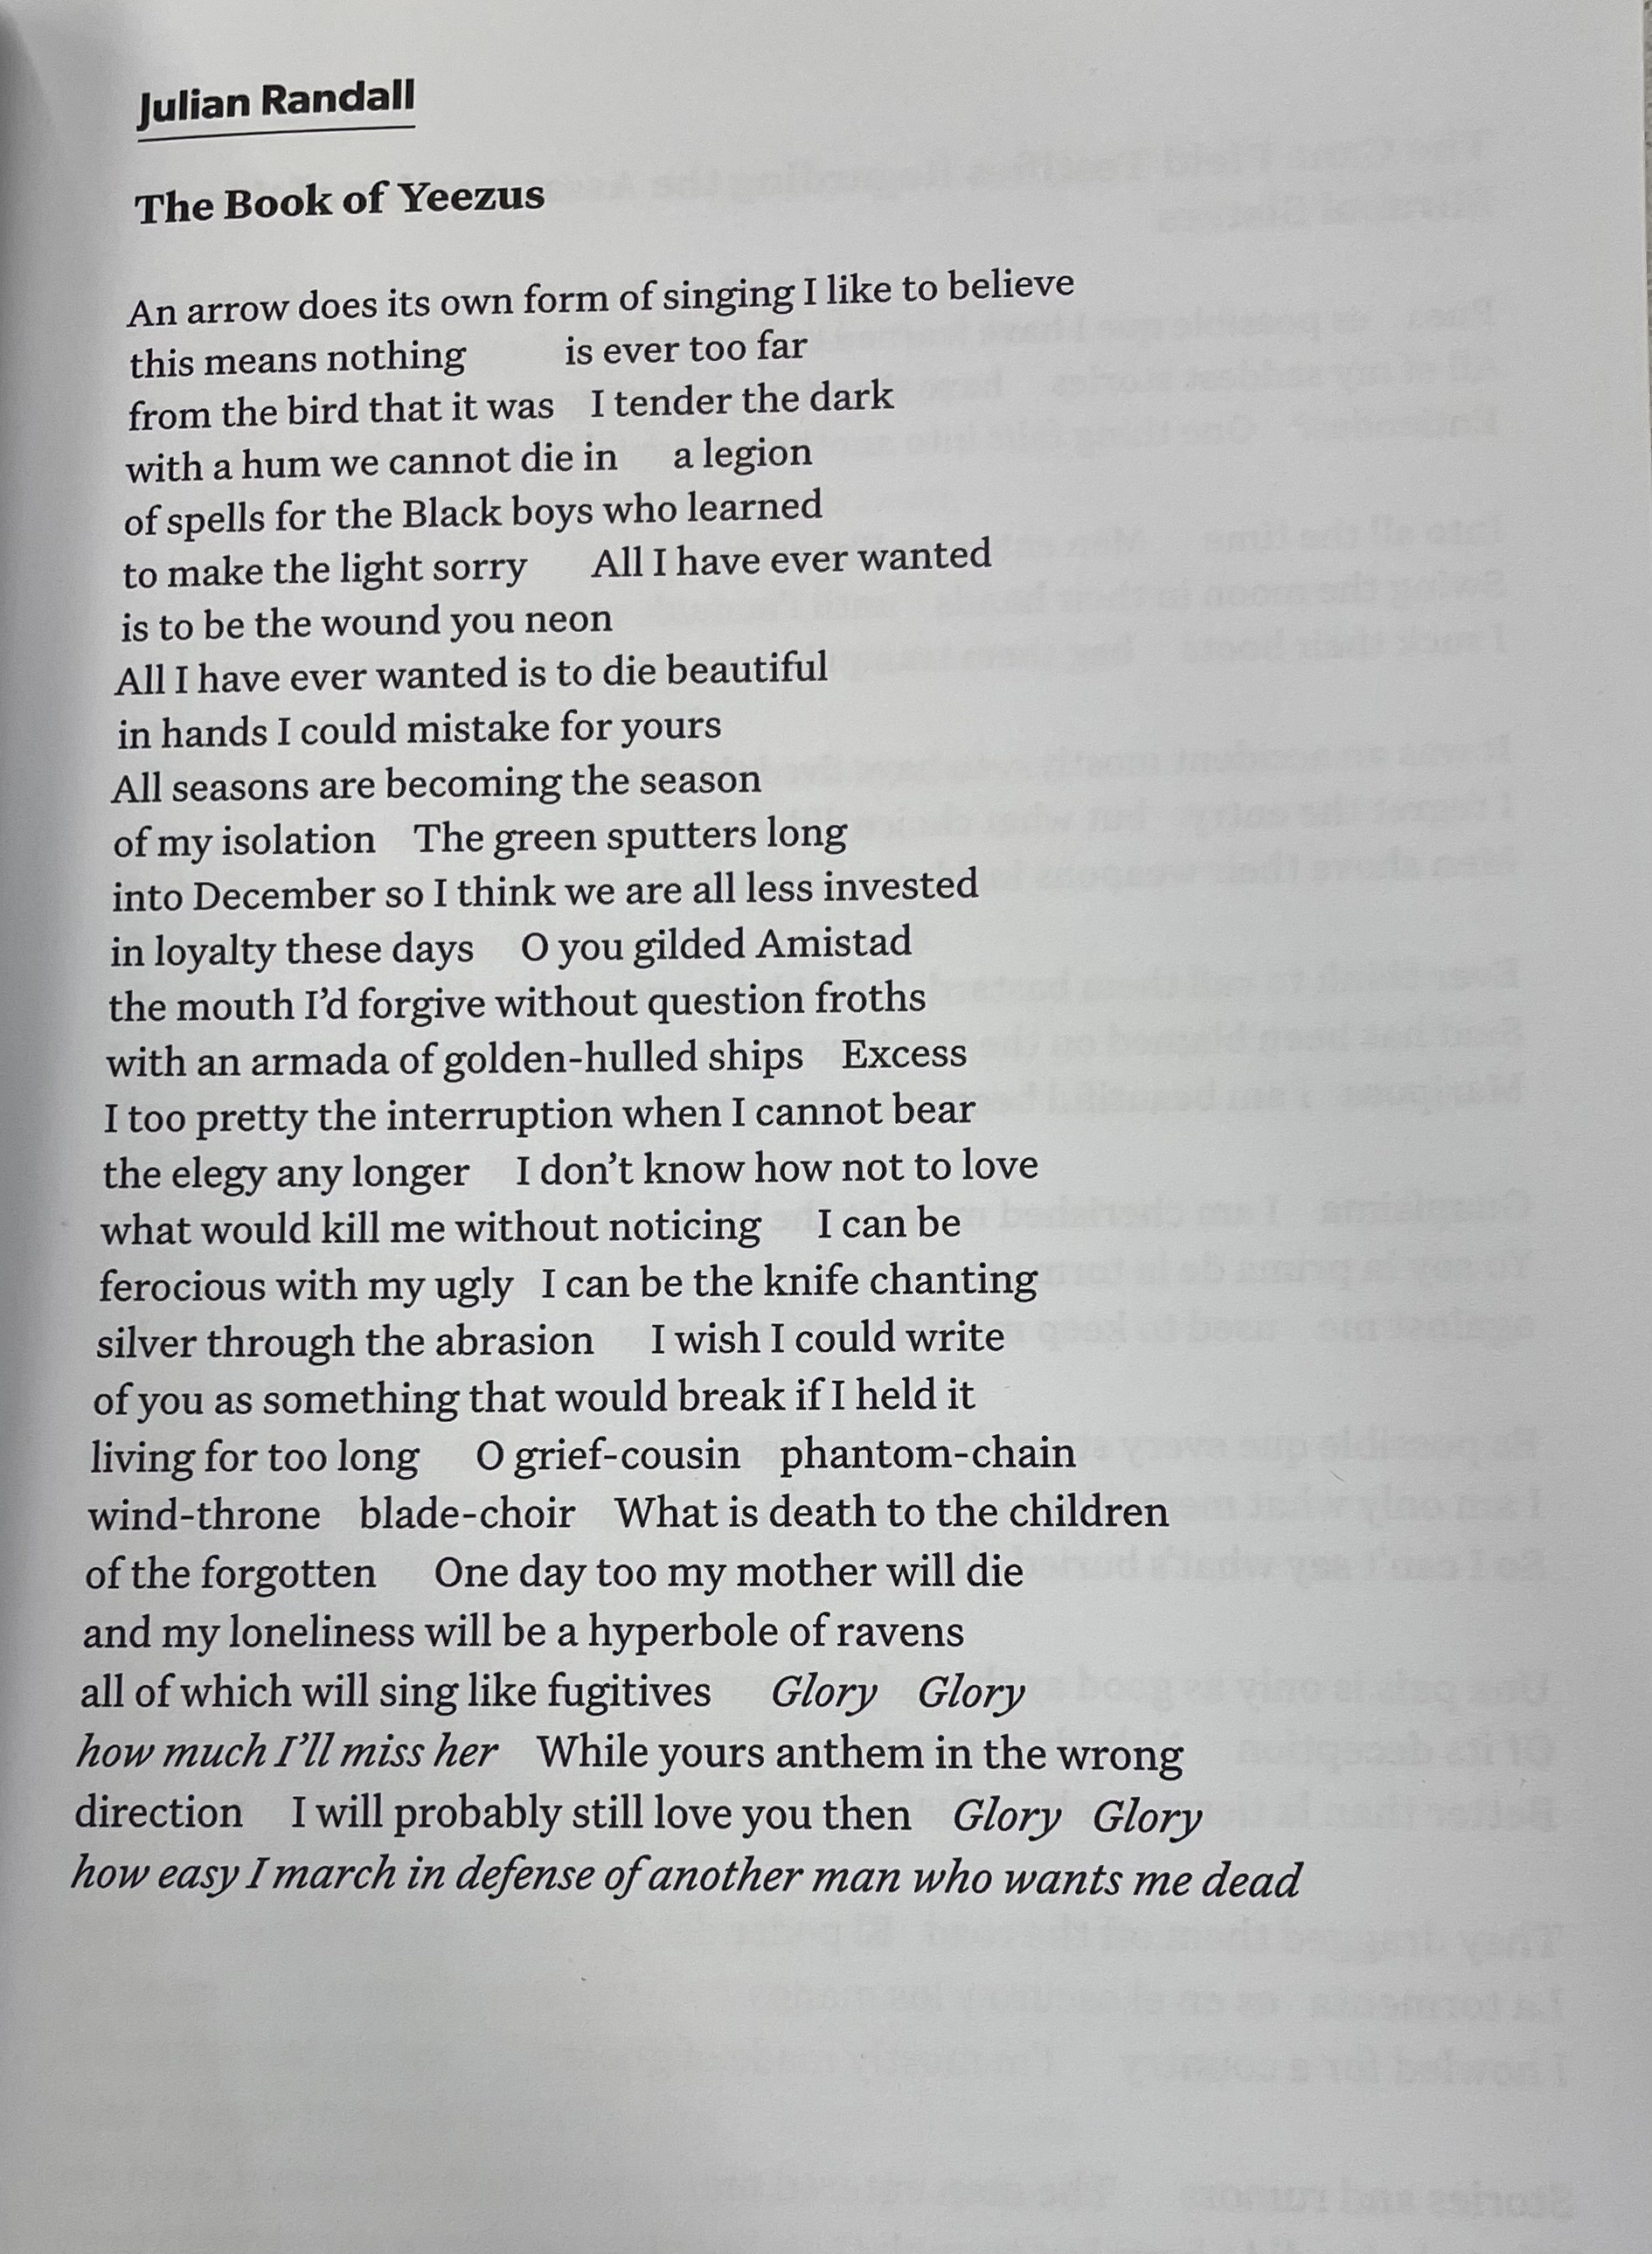 Julian Randall
The Book of Yeezus
An arrow does its own form of singing I like to believe
this means nothing is ever too far
from the bird that it was I tender the dark
with a hum we cannot die in a legion
of spells for the Black boys who learned
to make the light sorry All I have ever wanted
is to be the wound you neon
All I have ever wanted is to die beautiful
in hands I could mistake for yours
All seasons are becoming the season
of my isolation The green sputters long
into December so I think we are all less invested
in loyalty these days O you gilded Amistad
the mouth I'd forgive without question froths
with an armada of golden-hulled ships Excess
I too pretty the interruption when I cannot bear
the elegy any longer I don't know how not to love
what would kill me without noticing I can be
ferocious with my ugly I can be the knife chanting
silver through the abrasion I wish I could write
of you as something that would break if I held it
living for too long O grief-cousin phantom-chain
wind-throne blade-choir What is death to the children
of the forgotten One day too my mother will die
and my loneliness will be a hyperbole of ravens
all of which will sing like fugitives Glory Glory
how much I'll miss her While yours anthem in the wrong
direction I will probably still love you then Glory Glory
how easy I march in defense of another man who wants me dead